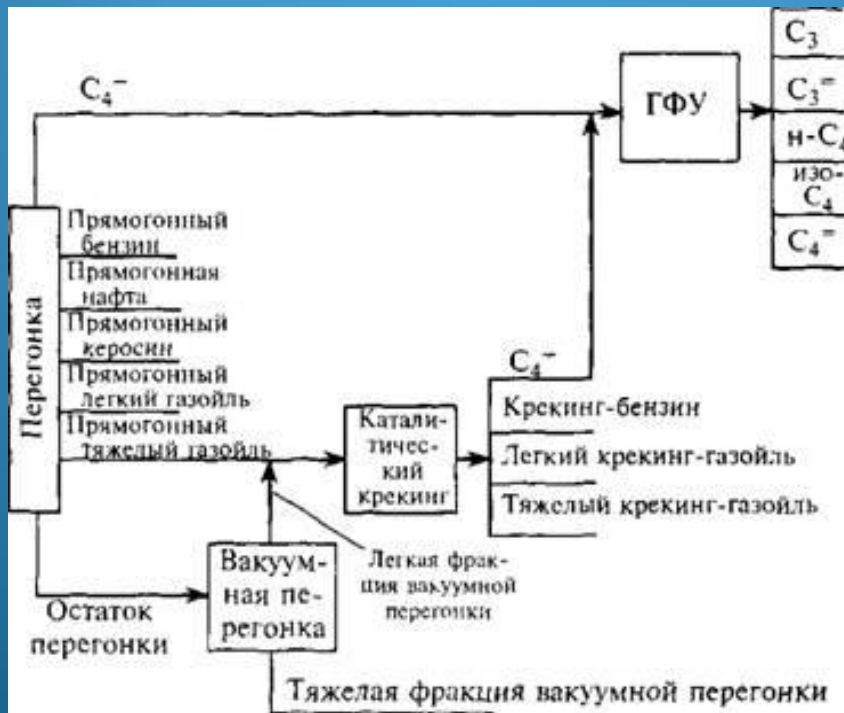 C₄⁻
ГФУ
C₃
C₃⁼
н-C₄
изо-
C₄
C₄⁼
Перегонка
Прямогонный
бензин
Прямогонная
нафта
Прямогонный
керосин
Прямогонный
легкий газойль
Прямогонный
тяжелый газойль
Катали-
тичес-
кий
крекинг
C₄⁻
Крекинг-бензин
Легкий крекинг-газойль
Тяжелый крекинг-газойль
Остаток
перегонки
Вакуум-
ная пе-
регонка
Легкая фрак-
ция вакуумной
перегонки
Тяжелая фракция вакуумной перегонки